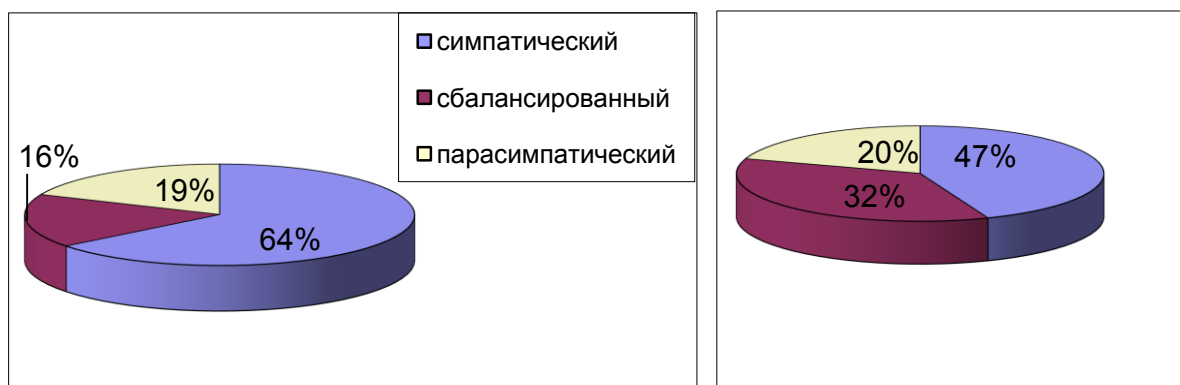 симпатический
сбалансированный
парасимпатический
16%
19%
64%
20%
47%
32%